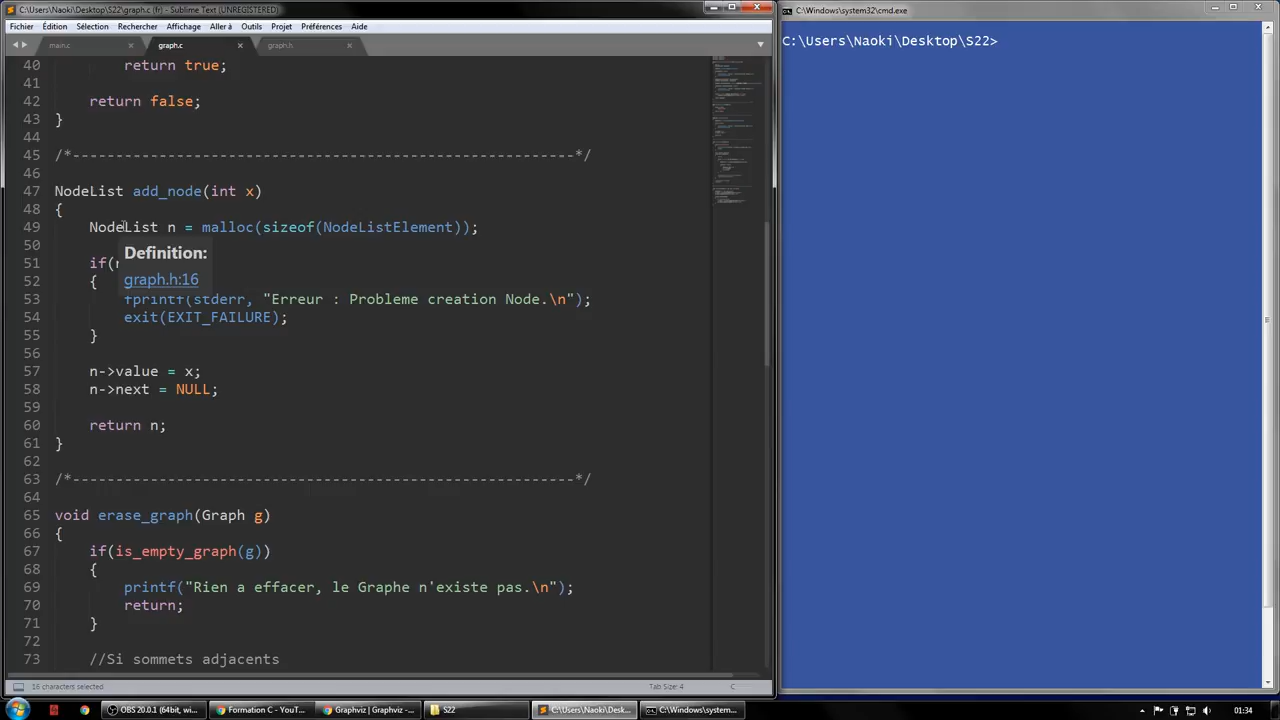 C:\Users\Naoki\Desktop\S22\graph.c (fr) - Sublime Text (UNREGISTERED)
Fichier Édition Sélection Rechercher Affichage Aller à Outils Projet Préférences Aide
main.c graph.c graph.h
40 return true;
41
42 return false;
43 }
44
45 /*----------------------------------------------------------*/
46
47 NodeList add_node(int x)
48 {
49 NodeList n = malloc(sizeof(NodeListElement));
50
51 if(
52 {
53 fprintf(stderr, "Erreur : Probleme creation Node.\n");
54 exit(EXIT_FAILURE);
55 }
56
57 n->value = x;
58 n->next = NULL;
59
60 return n;
61 }
62
63 /*----------------------------------------------------------*/
64
65 void erase_graph(Graph g)
66 {
67 if(is_empty_graph(g))
68 {
69 printf("Rien a effacer, le Graphe n'existe pas.\n");
70 return;
71 }
72
73 //Si sommets adjacents
Definition:
graph.h:16
16 characters selected
Tab Size: 4
C
C:\Windows\system32\cmd.exe
C:\Users\Naoki\Desktop\S22>
OBS 20.0.1 (64bit, wi...
Formation C - YouT...
Graphviz | Graphviz -...
S22
C:\Users\Naoki\Desk...
C:\Windows\system...
01:34